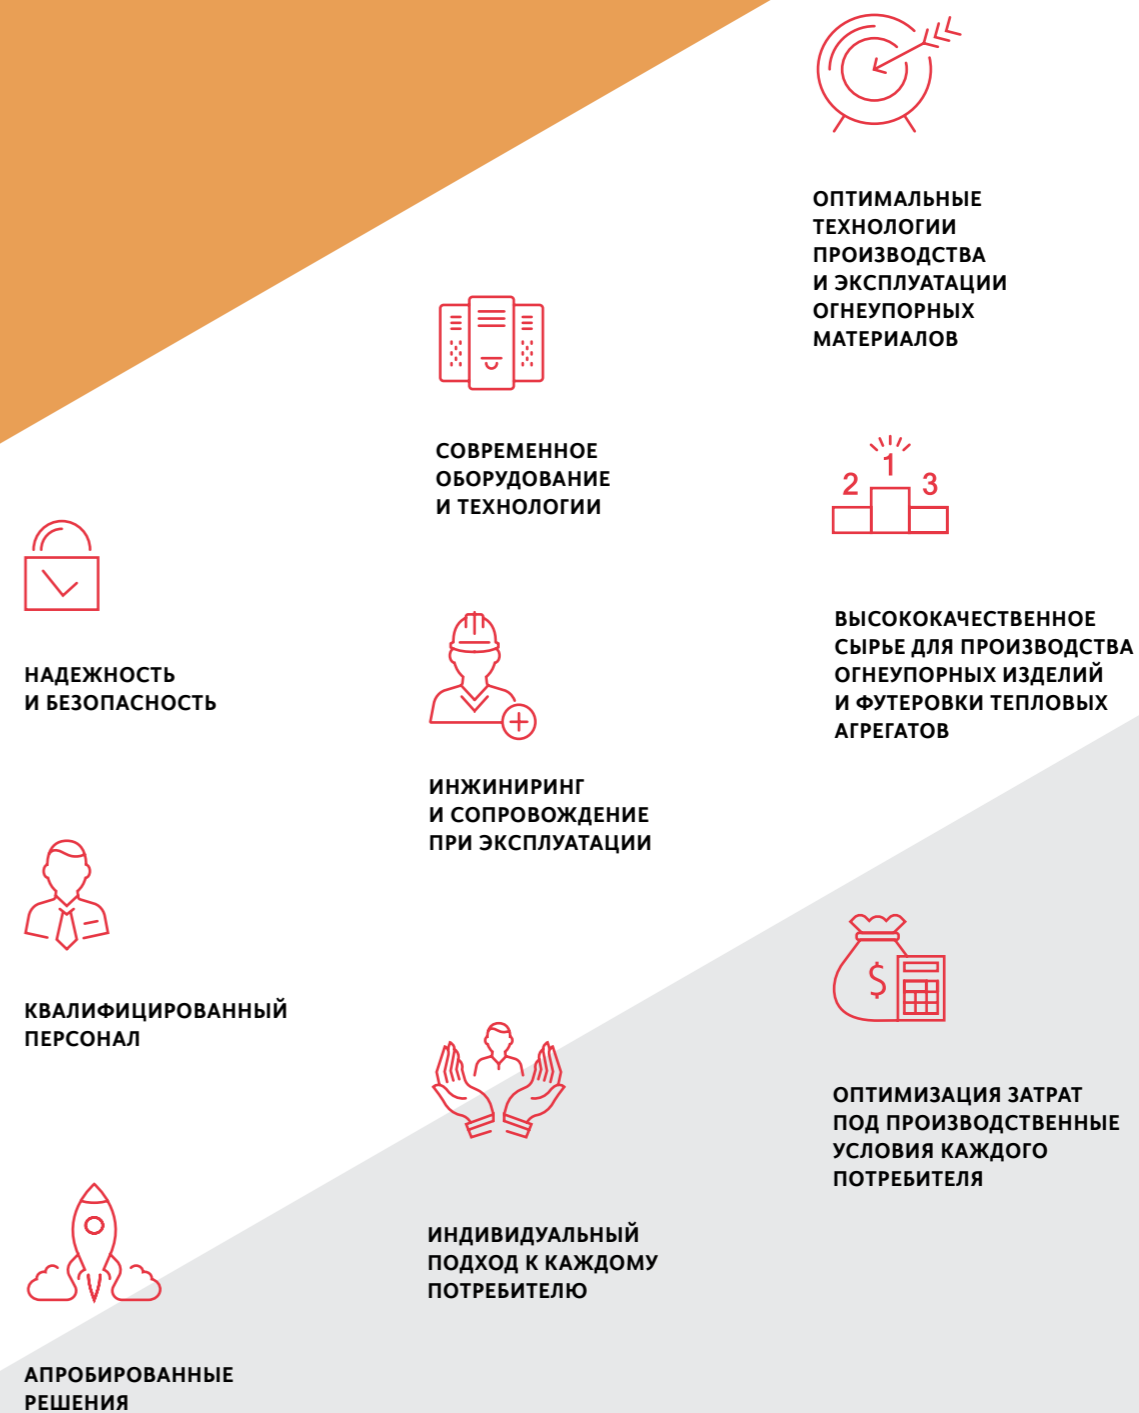 НАДЕЖНОСТЬ
И БЕЗОПАСНОСТЬ
КВАЛИФИЦИРОВАННЫЙ
ПЕРСОНАЛ
АПРОБИРОВАННЫЕ
РЕШЕНИЯ
СОВРЕМЕННОЕ
ОБОРУДОВАНИЕ
И ТЕХНОЛОГИИ
ИНЖИНИРИНГ
И СОПРОВОЖДЕНИЕ
ПРИ ЭКСПЛУАТАЦИИ
ИНДИВИДУАЛЬНЫЙ
ПОДХОД К КАЖДОМУ
ПОТРЕБИТЕЛЮ
ОПТИМАЛЬНЫЕ
ТЕХНОЛОГИИ
ПРОИЗВОДСТВА
И ЭКСПЛУАТАЦИИ
ОГНЕУПОРНЫХ
МАТЕРИАЛОВ
2 1 3
ВЫСОКОКАЧЕСТВЕННОЕ
СЫРЬЕ ДЛЯ ПРОИЗВОДСТВА
ОГНЕУПОРНЫХ ИЗДЕЛИЙ
И ФУТЕРОВКИ ТЕПЛОВЫХ
АГРЕГАТОВ
$
ОПТИМИЗАЦИЯ ЗАТРАТ
ПОД ПРОИЗВОДСТВЕННЫЕ
УСЛОВИЯ КАЖДОГО
ПОТРЕБИТЕЛЯ